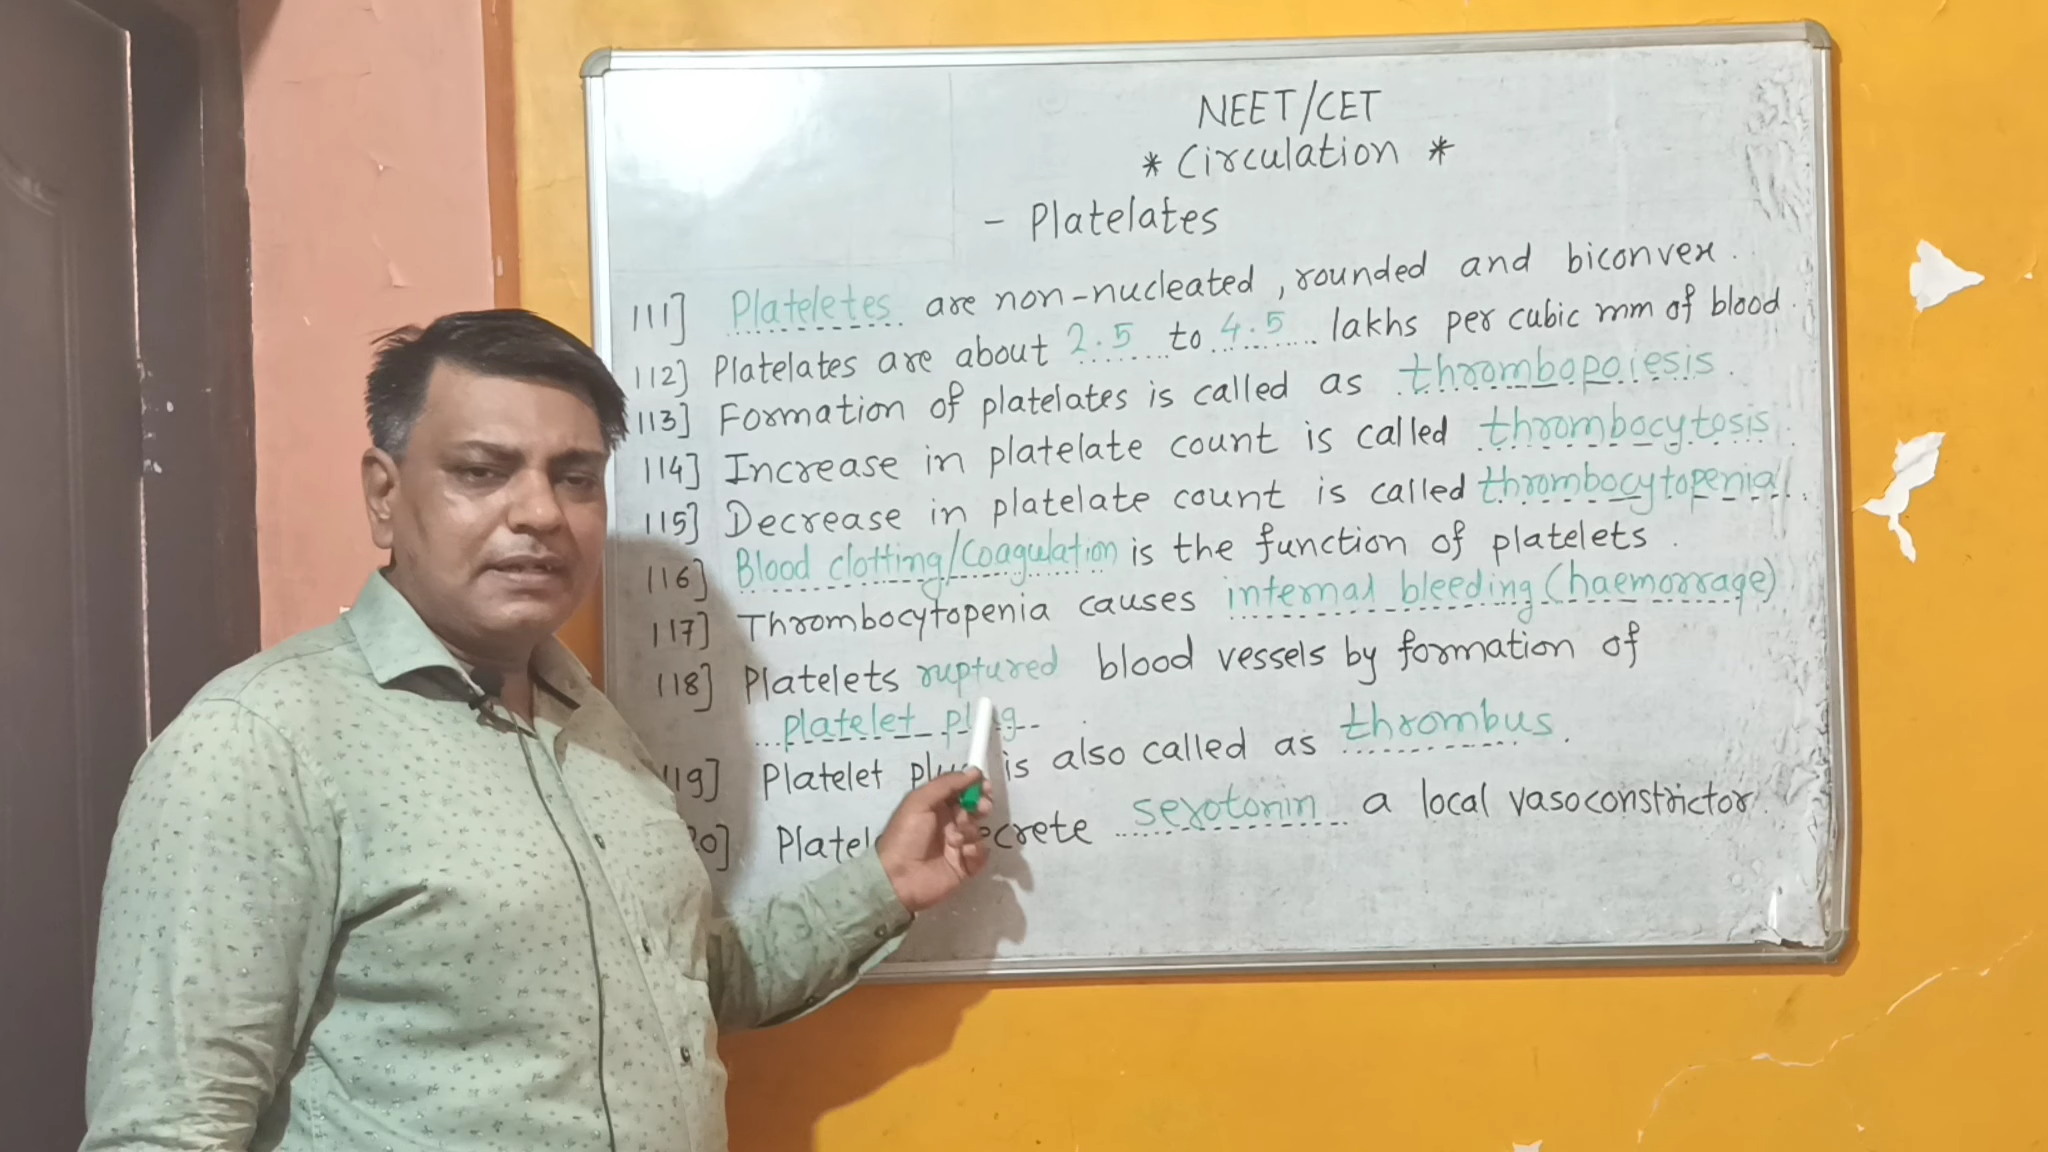 NEET/CET
* Circulation *
- Platelates
111] Plateletes are non-nucleated, rounded and biconvex.
112] Platelates are about 2.5 to 4.5 lakhs per cubic mm of blood.
113] Formation of platelates is called as thrombopoiesis.
114] Increase in platelate count is called thrombocytosis.
115] Decrease in platelate count is called thrombocytopenia.
116] Blood clotting/Coagulation is the function of platelets.
117] Thrombocytopenia causes internal bleeding (haemorrage)
118] Platelets ruptured blood vessels by formation of
platelet plug
19] Platelet plug is also called as thrombus.
0] Platel crete serotonin a local vasoconstrictor.